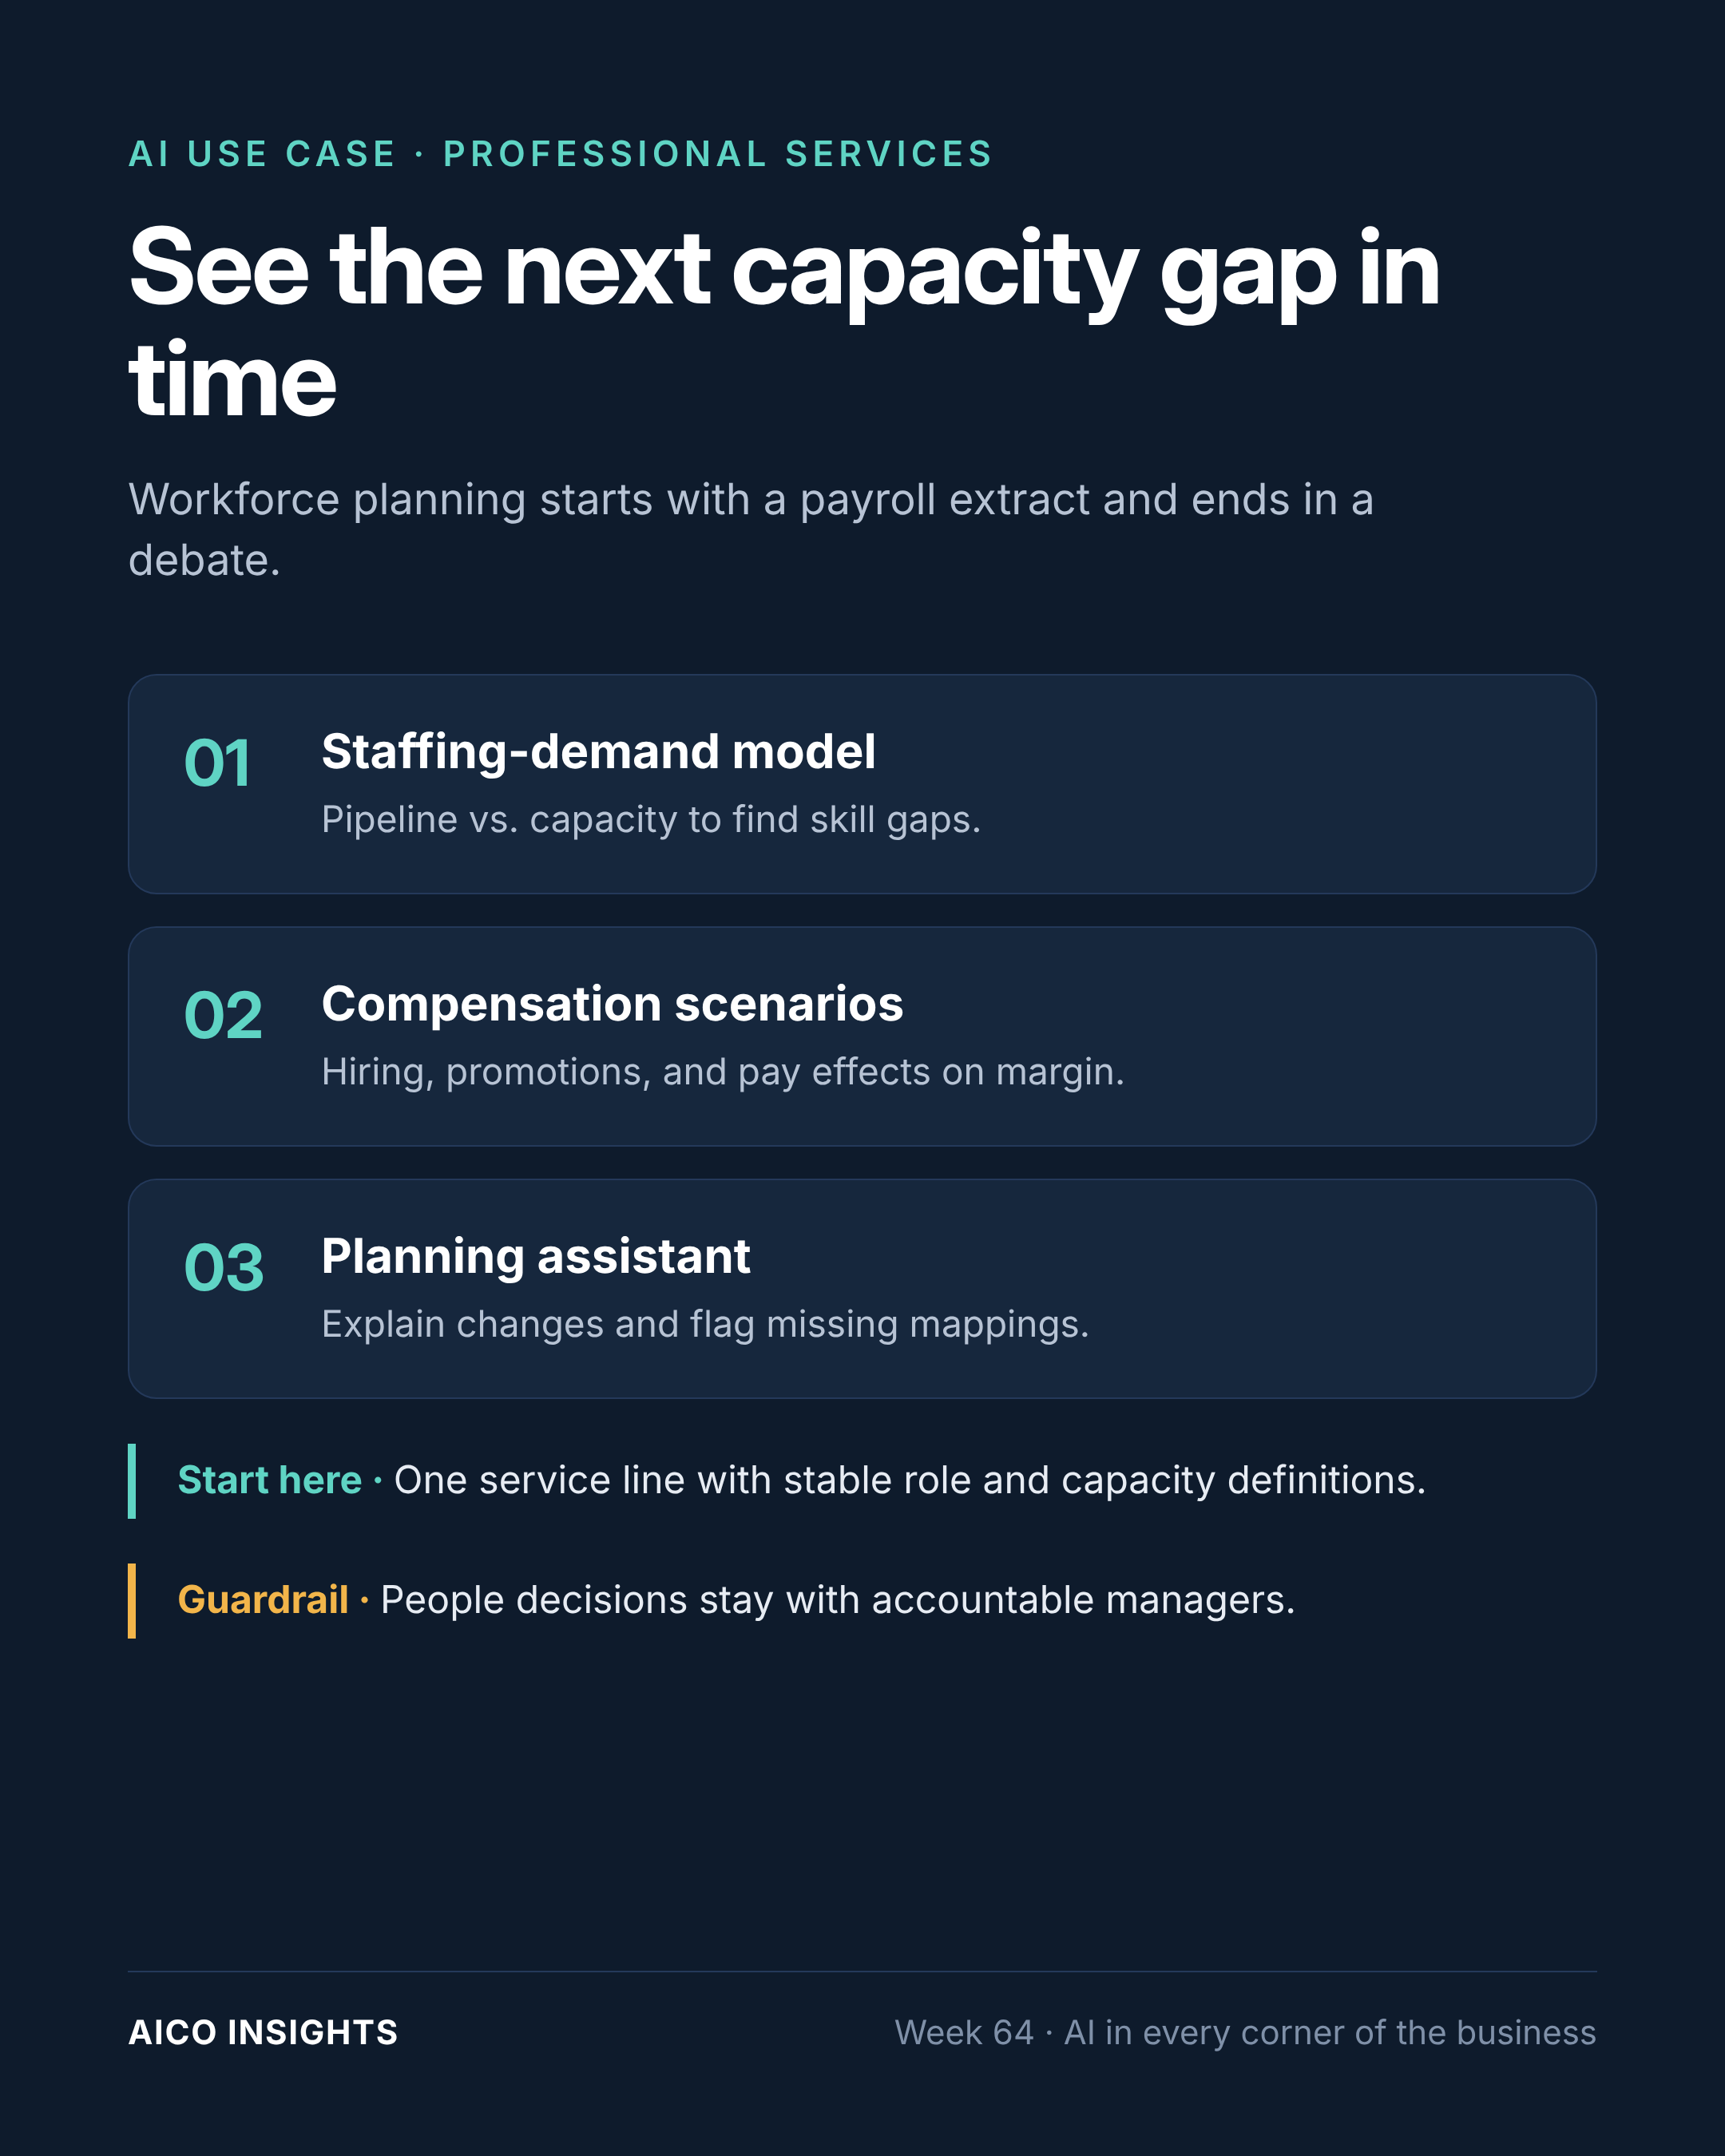 AI USE CASE · PROFESSIONAL SERVICES
See the next capacity gap in
time
Workforce planning starts with a payroll extract and ends in a
debate.
01
Staffing-demand model
Pipeline vs. capacity to find skill gaps.
02
Compensation scenarios
Hiring, promotions, and pay effects on margin.
03
Planning assistant
Explain changes and flag missing mappings.
Start here · One service line with stable role and capacity definitions.
Guardrail · People decisions stay with accountable managers.
AICO INSIGHTS
Week 64 · AI in every corner of the business